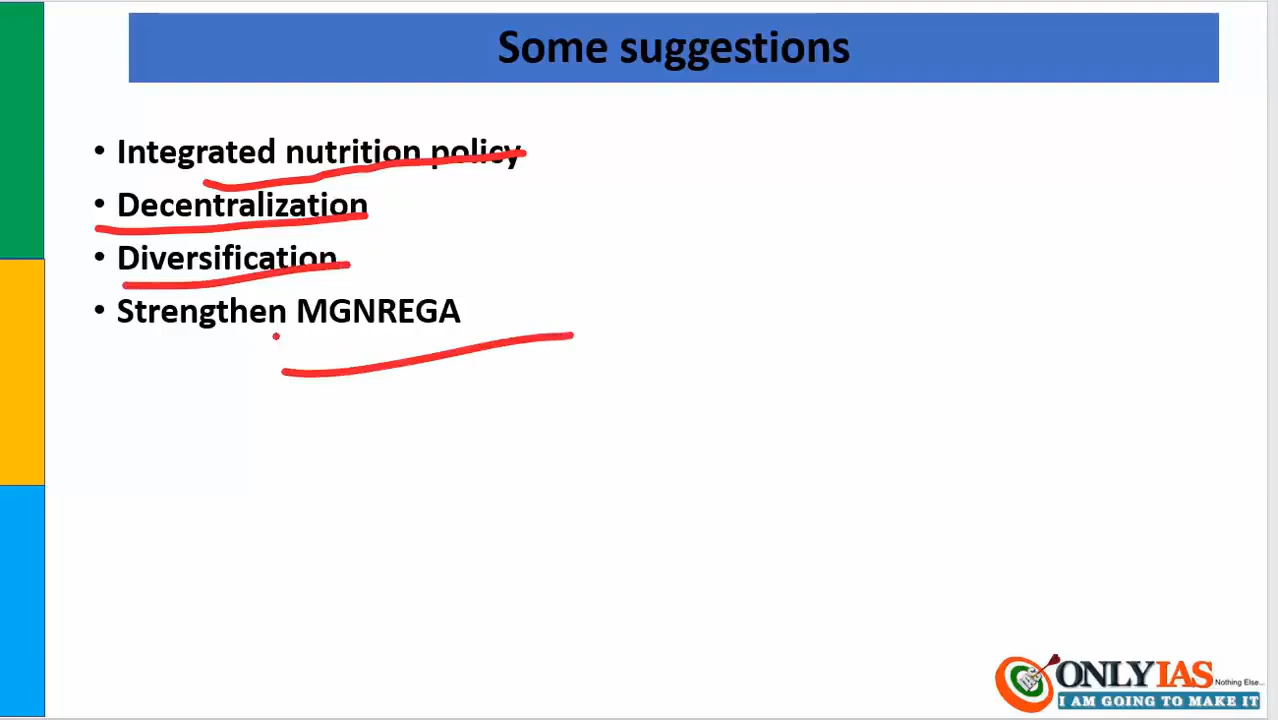 Some suggestions
• Integrated nutrition policy
• Decentralization
• Diversification
• Strengthen MGNREGA
ONLYIAS Nothing Else...
I AM GOING TO MAKE IT